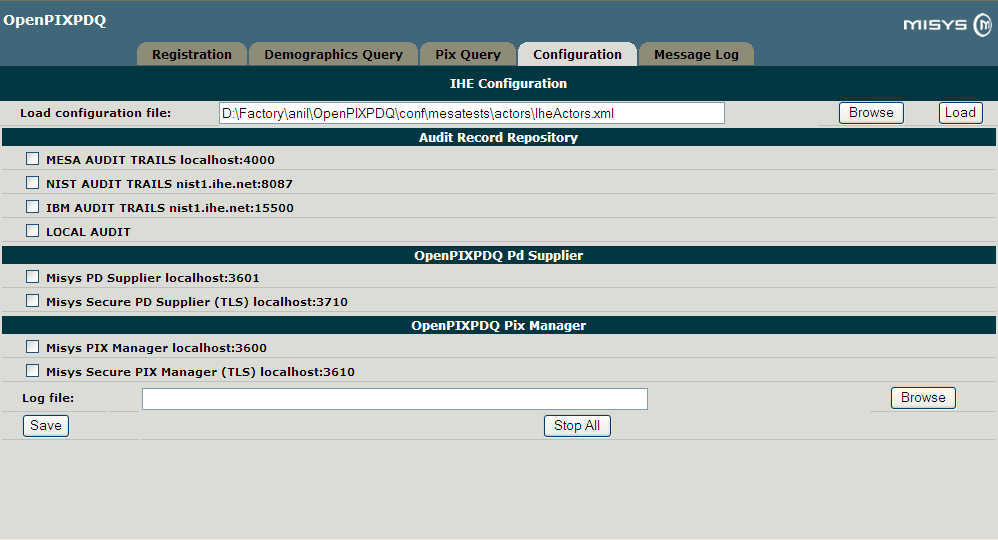 OpenPIXPDQ
MISYS
Registration Demographics Query Pix Query Configuration Message Log
IHE Configuration
Load configuration file: D:\Factory\anil\OpenPIXPDQ\conf\mesatests\actors\IheActors.xml Browse Load
Audit Record Repository
MESA AUDIT TRAILS localhost:4000
NIST AUDIT TRAILS nist1.ihe.net:8087
IBM AUDIT TRAILS nist1.ihe.net:15500
LOCAL AUDIT
OpenPIXPDQ Pd Supplier
Misys PD Supplier localhost:3601
Misys Secure PD Supplier (TLS) localhost:3710
OpenPIXPDQ Pix Manager
Misys PIX Manager localhost:3600
Misys Secure PIX Manager (TLS) localhost:3610
Log file: Browse
Save Stop All